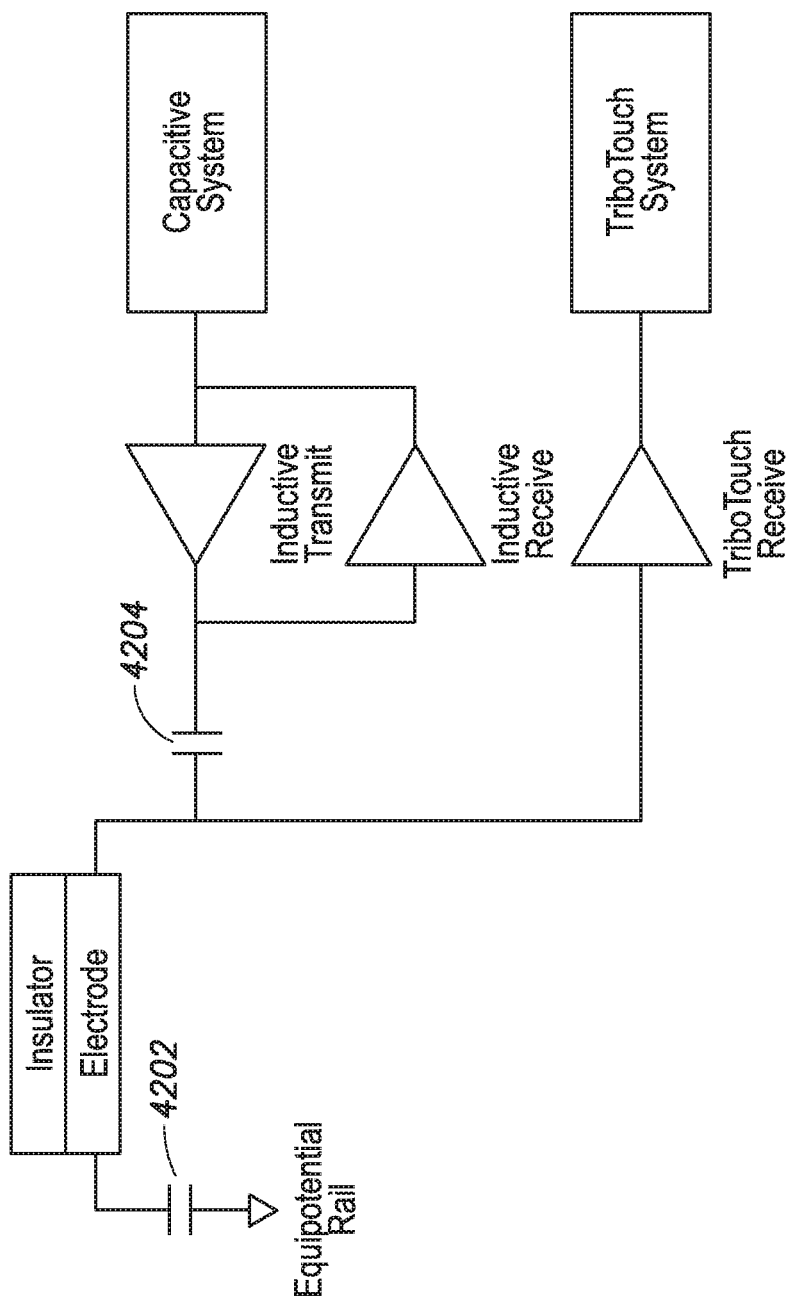 Insulator
Electrode
4202
Equipotential
Rail
4204
Inductive
Transmit
Inductive
Receive
Capacitive
System
TriboTouch
Receive
TriboTouch
System